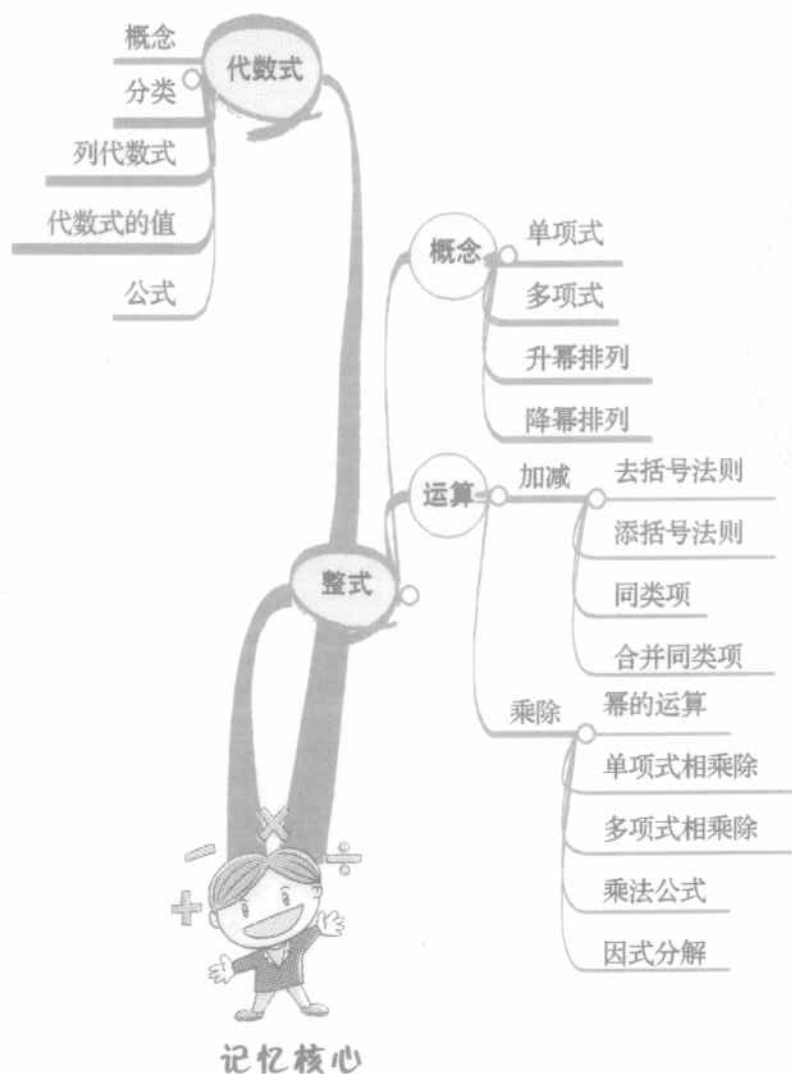 代数式
概念
分类
列代数式
代数式的值
公式
整式
概念
单项式
多项式
升幂排列
降幂排列
运算
加减
去括号法则
添括号法则
同类项
合并同类项
乘除
幂的运算
单项式相乘除
多项式相乘除
乘法公式
因式分解
− × ÷ +
记忆核心